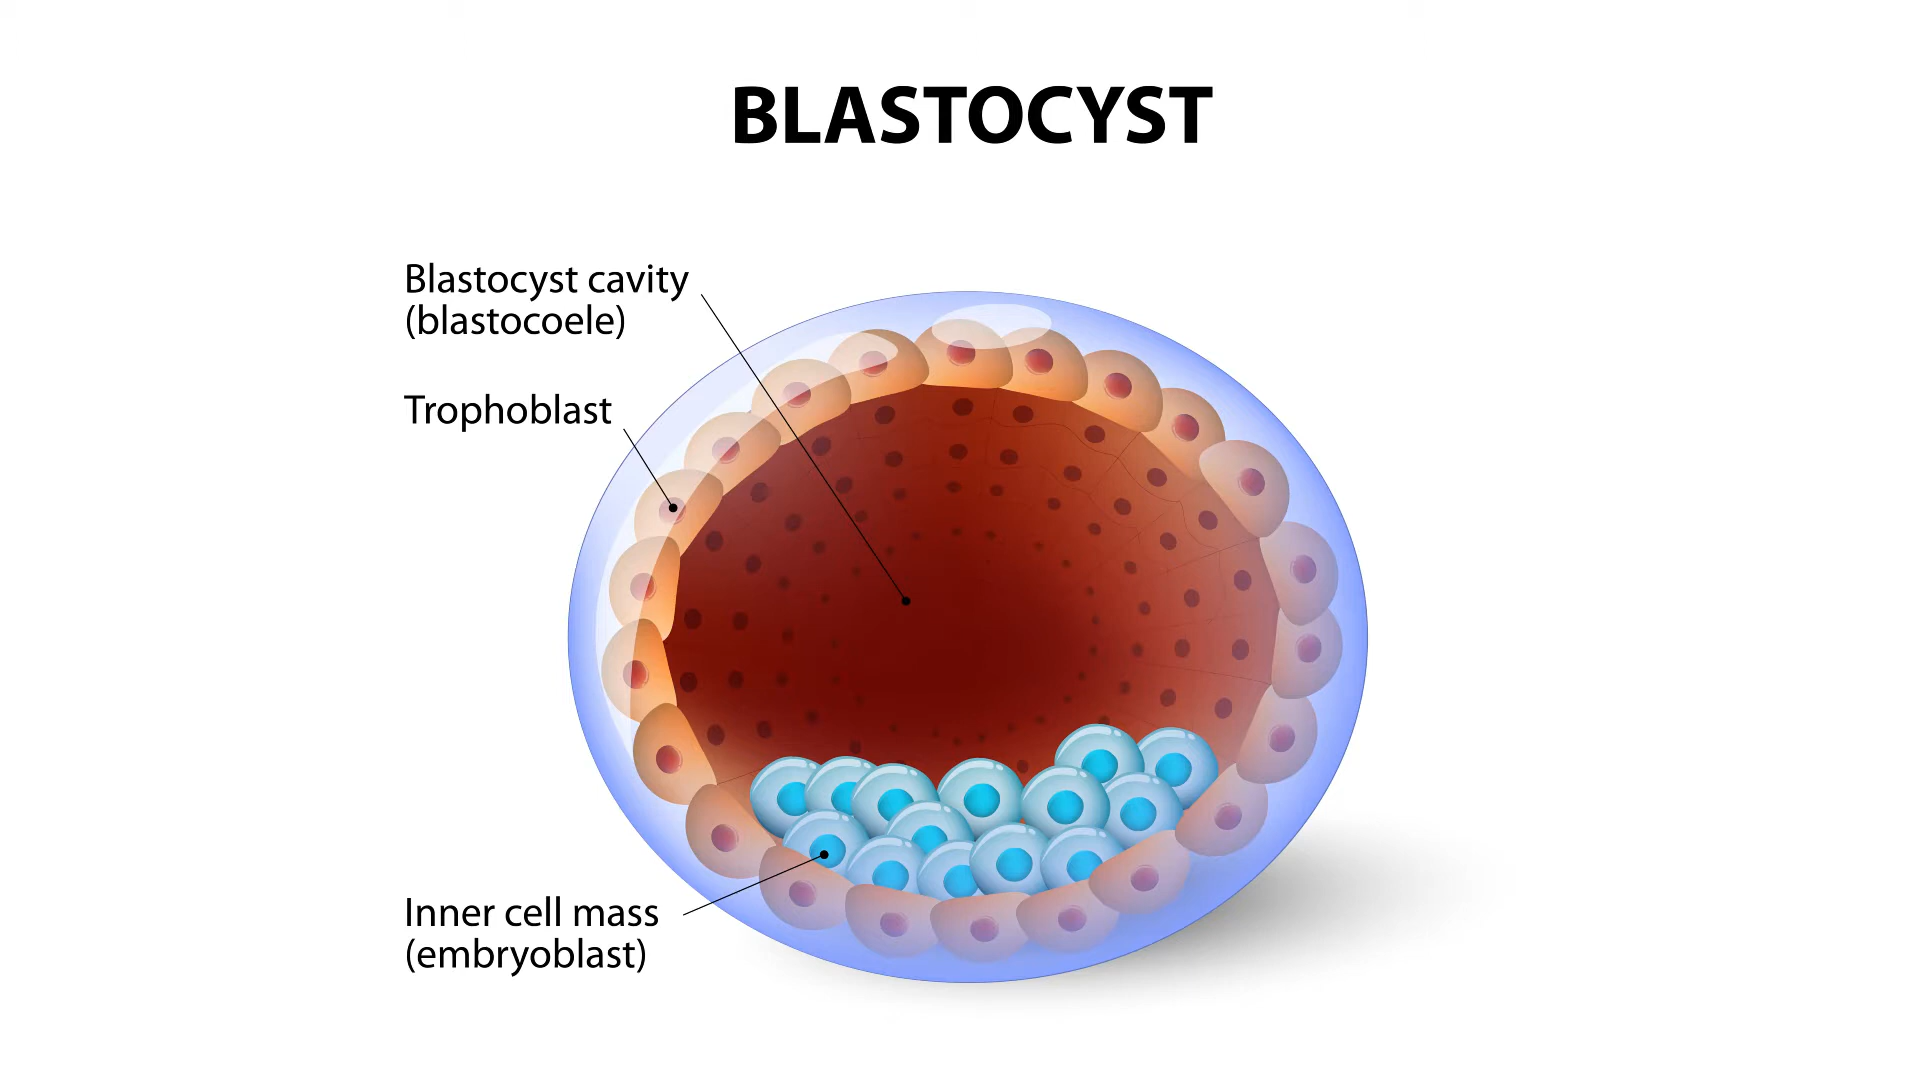 BLASTOCYST
Blastocyst cavity
(blastocoele)
Trophoblast
Inner cell mass
(embryoblast)